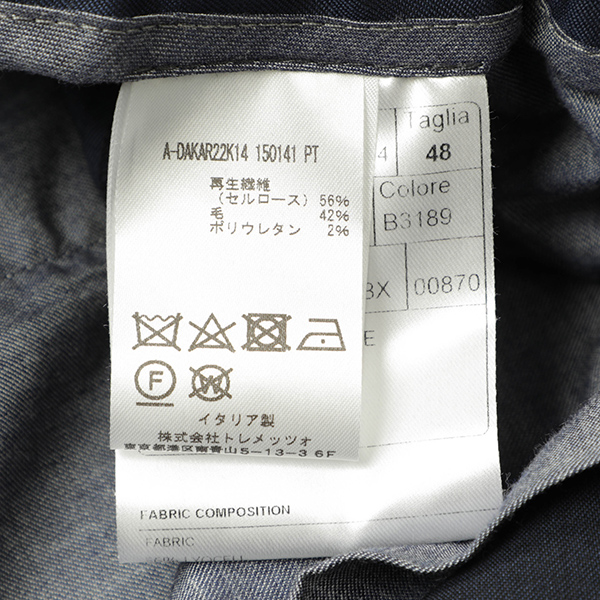 A-DAKAR22K14 150141 PT
再生繊維
(セルロース) 56%
毛 42%
ポリウレタン 2%
F
W
イタリア製
株式会社トレメッツォ
東京都港区南青山5-13-3 6F
Taglia
4 48
Colore
B3189
BX 00870
E
FABRIC COMPOSITION
FABRIC
LYOCELL